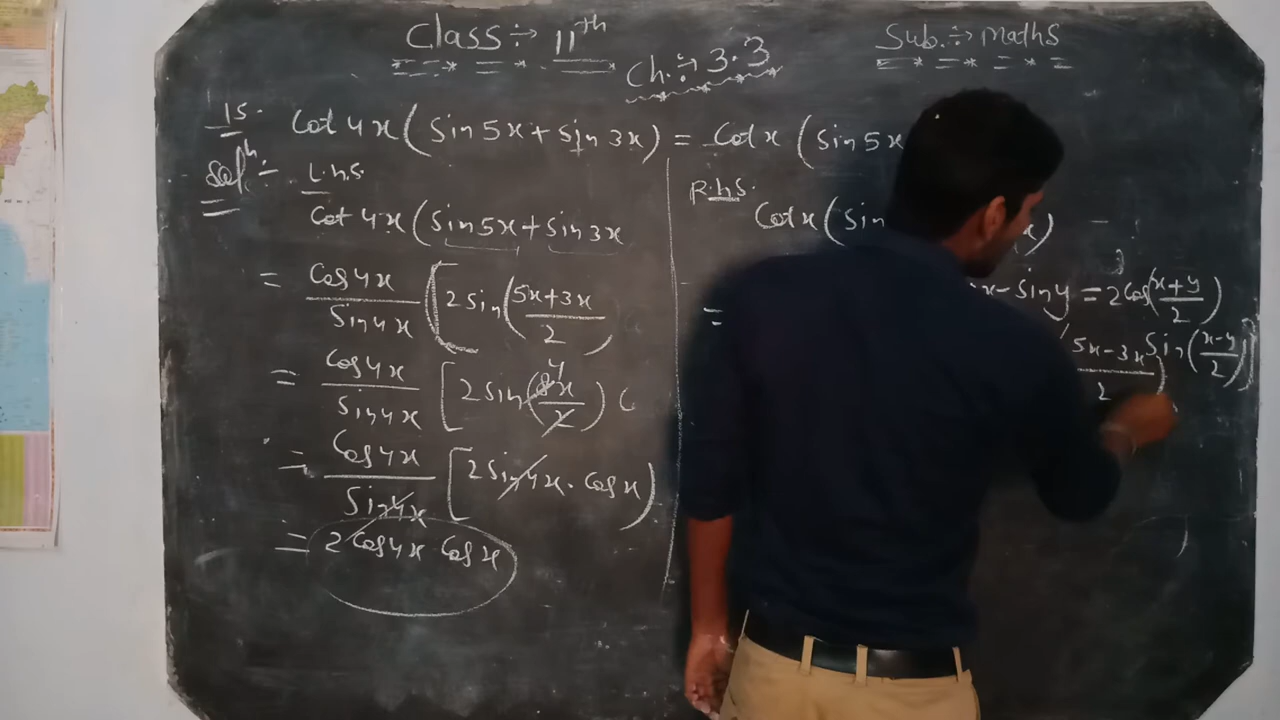 Class :- 11th
Sub. :- Maths
Ch. :- 3.3
15. Cot 4x (Sin 5x + Sin 3x) = Cot x (Sin 5x
Solⁿ :- L.h.s.
Cot 4x (Sin 5x + Sin 3x
= Cos 4x / Sin 4x [2 Sin (5x+3x / 2)
= Cos 4x / Sin 4x [2 Sin (8x / 2) C
= Cos 4x / Sin 4x [2 Sin 4x . Cos x)
= 2 Cos 4x Cos x
R.h.S.
Cot x (Sin x)
=
x - Sin y = 2 Cos (x+y / 2)
5x-3x / 2) Sin (x-y / 2)]